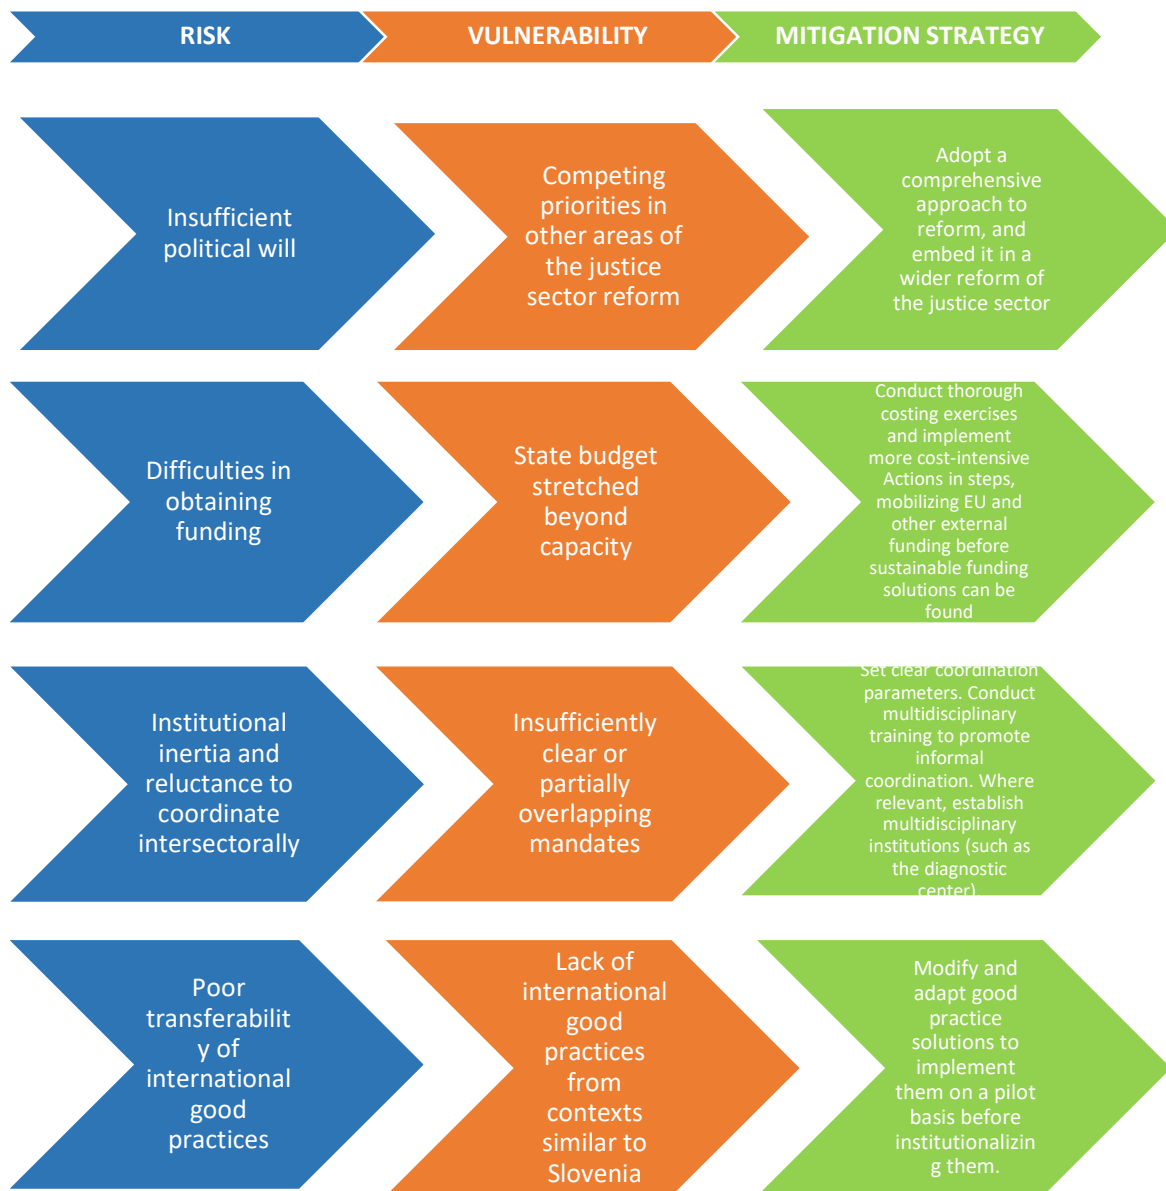 RISK
VULNERABILITY
MITIGATION STRATEGY
Insufficient
political will
Competing
priorities in
other areas of
the justice
sector reform
Adopt a
comprehensive
approach to
reform, and
embed it in a
wider reform of
the justice sector
Difficulties in
obtaining
funding
State budget
stretched
beyond
capacity
Conduct thorough
costing exercises
and implement
more cost-intensive
Actions in steps,
mobilizing EU and
other external
funding before
sustainable funding
solutions can be
found
Institutional
inertia and
reluctance to
coordinate
intersectorally
Insufficiently
clear or
partially
overlapping
mandates
Set clear coordination
parameters. Conduct
multidisciplinary
training to promote
informal
coordination. Where
relevant, establish
multidisciplinary
institutions (such as
the diagnostic
center)
Poor
transferabilit
y of
international
good
practices
Lack of
international
good
practices
from
contexts
similar to
Slovenia
Modify and
adapt good
practice
solutions to
implement
them on a pilot
basis before
institutionalizin
g them.